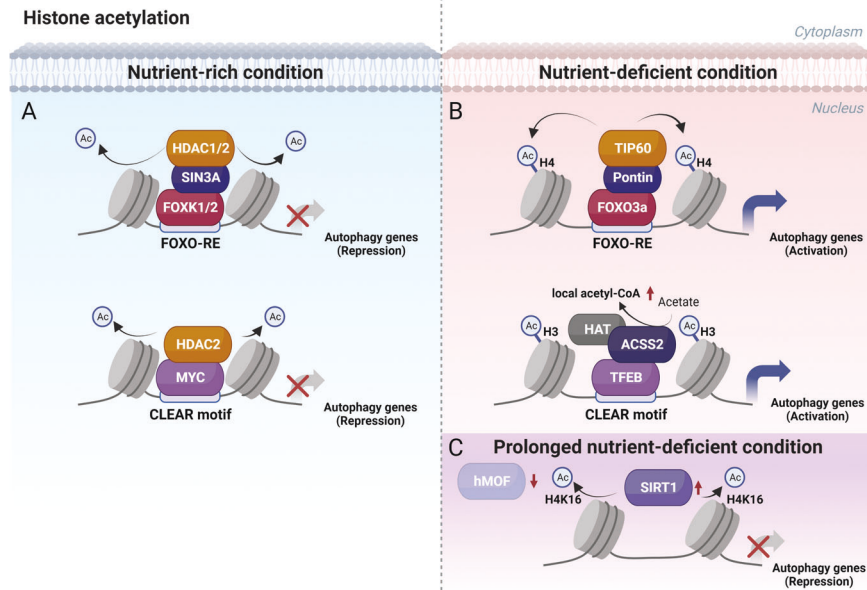 Histone acetylation
Cytoplasm
Nutrient-rich condition
Nutrient-deficient condition
Nucleus
A
Ac
HDAC1/2
Ac
SIN3A
FOXK1/2
FOXO-RE
Autophagy genes
(Repression)
Ac
HDAC2
Ac
MYC
CLEAR motif
Autophagy genes
(Repression)
B
TIP60
Ac
H4
Pontin
Ac
H4
FOXO3a
FOXO-RE
Autophagy genes
(Activation)
local acetyl-CoA
Acetate
Ac
H3
HAT
ACSS2
Ac
H3
TFEB
CLEAR motif
Autophagy genes
(Activation)
C
Prolonged nutrient-deficient condition
hMOF
Ac
H4K16
SIRT1
Ac
H4K16
Autophagy genes
(Repression)